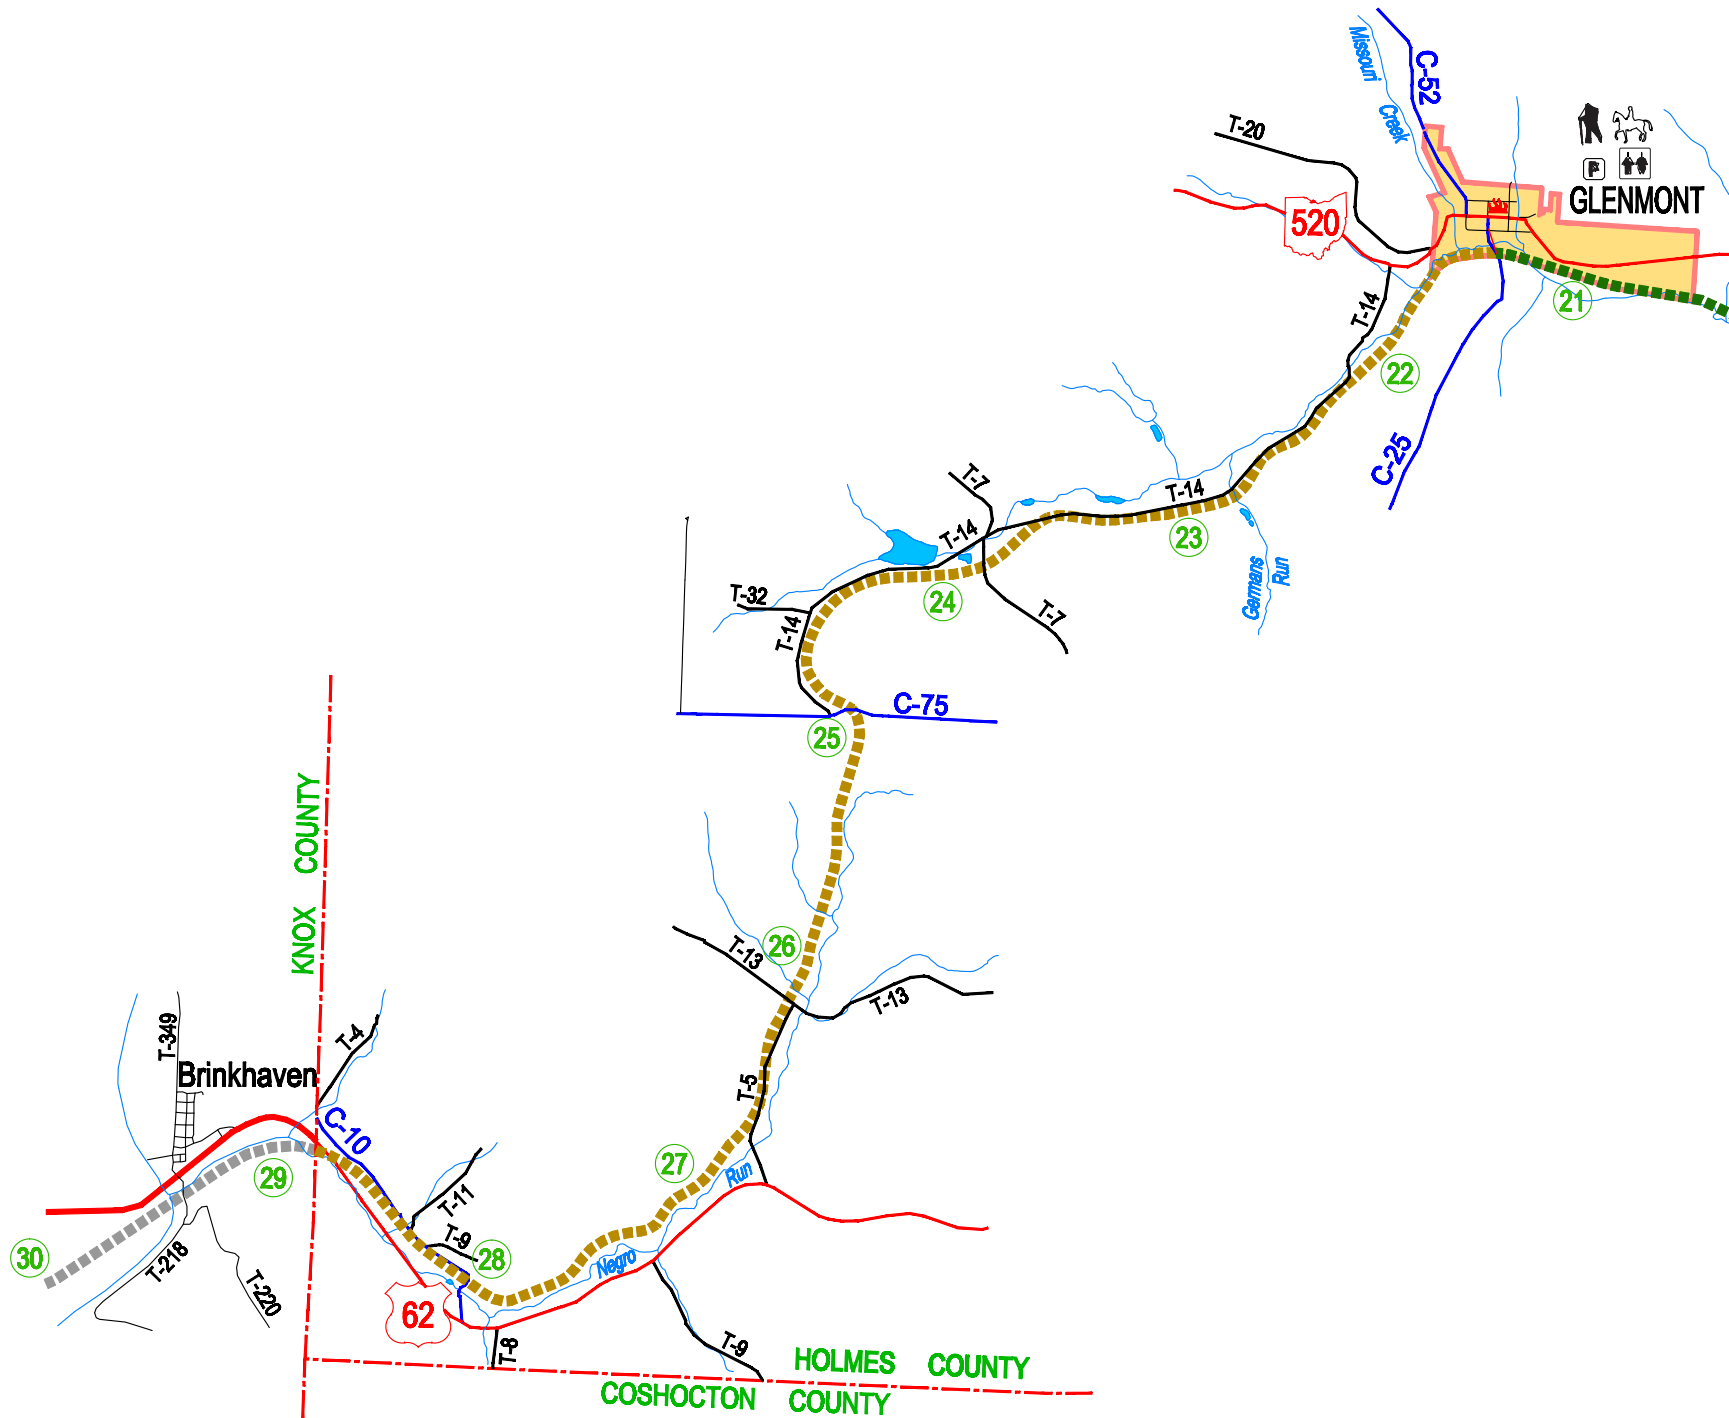 Missouri
Creek
C-52
T-20
P
GLENMONT
520
21
T-14
22
C-25
T-7
T-14
T-14
23
Germans
Run
24
T-32
T-14
T-7
C-75
25
KNOX COUNTY
26
T-13
T-13
T-349
T-4
Brinkhaven
T-5
C-10
27
Run
29
T-11
T-9
28
Negro
30
T-218
T-220
62
T-8
T-9
HOLMES COUNTY
COSHOCTON COUNTY